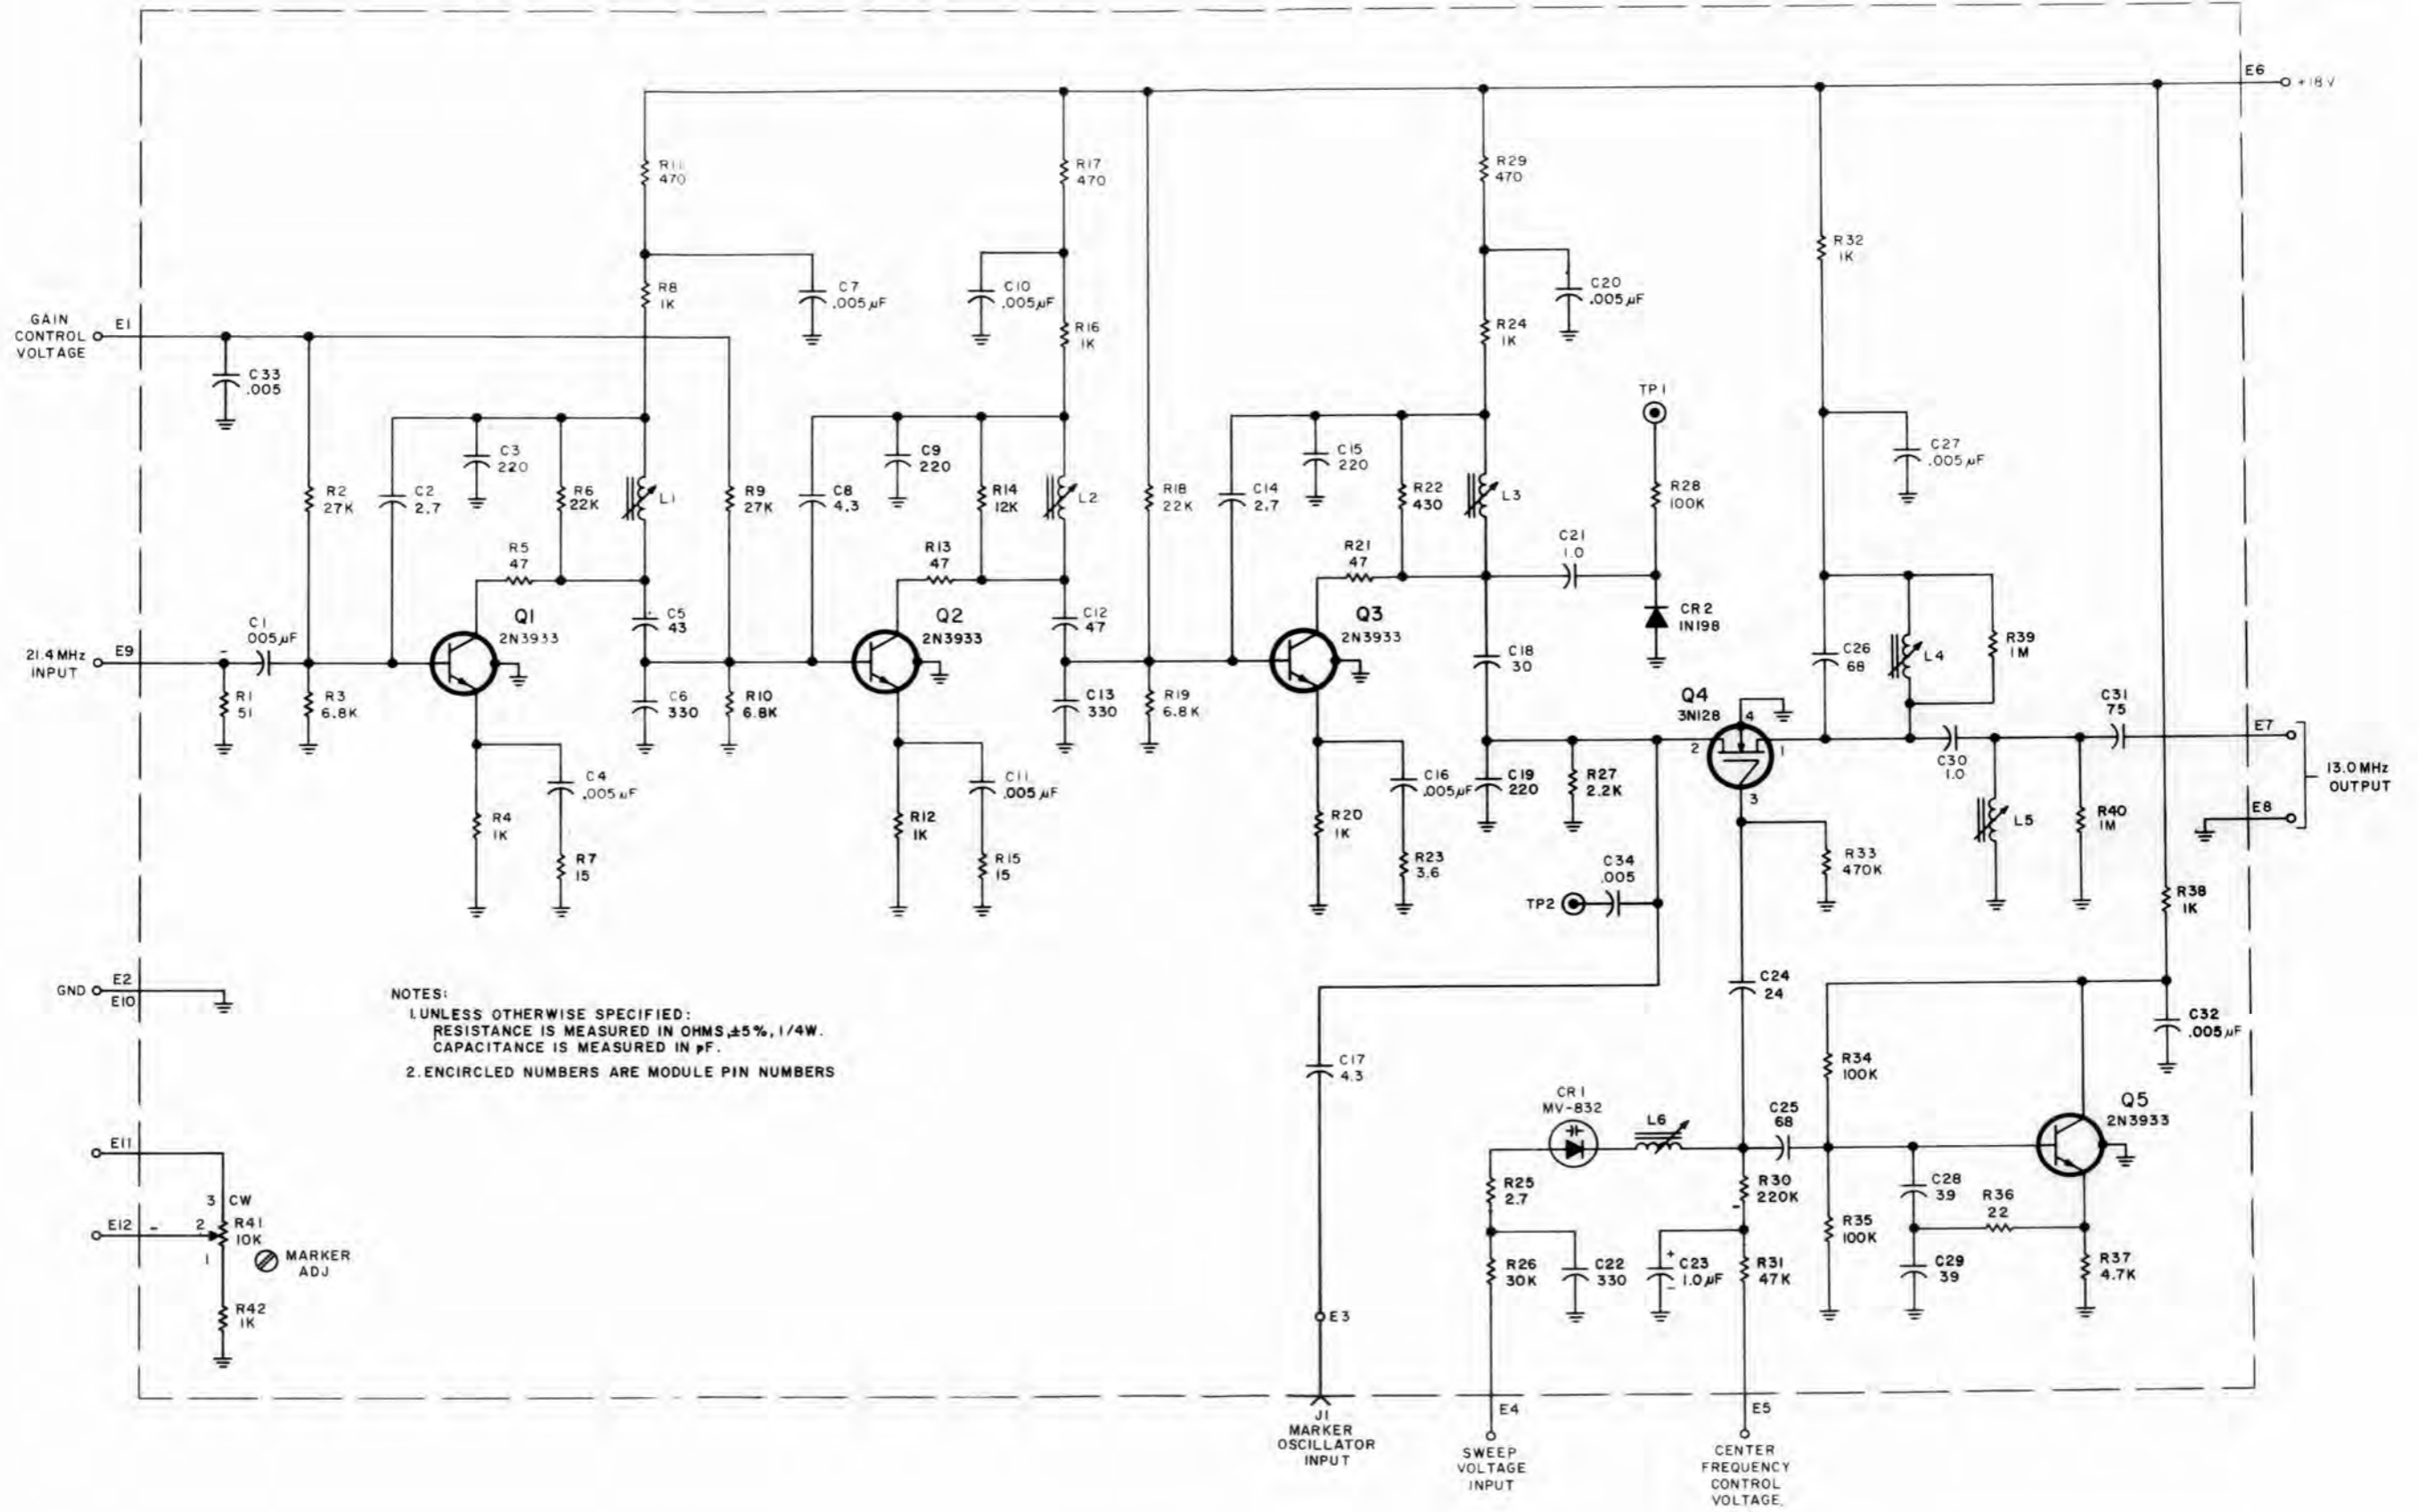 E6
+18V
R11
470
R17
470
R29
470
R32
1K
R8
1K
C7
.005µF
C10
.005µF
C20
.005µF
GAIN
CONTROL
VOLTAGE
E1
R16
1K
R24
1K
C33
.005
TP1
C3
220
C9
220
C15
220
C27
.005µF
R2
27K
C2
2.7
R6
22K
L1
R9
27K
C8
4.3
R14
12K
L2
R18
22K
C14
2.7
R22
430
L3
R28
100K
R5
47
R13
47
R21
47
C21
1.0
C1
.005µF
Q1
2N3933
C5
43
Q2
2N3933
C12
47
Q3
2N3933
CR2
1N198
21.4MHz
INPUT
E9
C18
30
C26
68
L4
R39
1M
R1
51
R3
6.8K
C6
330
R10
6.8K
C13
330
R19
6.8K
Q4
3N128
4
2
1
3
C31
75
E7
C30
1.0
13.0MHz
OUTPUT
E8
C4
.005µF
C11
.005µF
C16
.005µF
C19
220
R27
2.2K
R4
1K
R12
1K
R20
1K
L5
R40
1M
R7
15
R15
15
R23
3.6
C34
.005
TP2
R33
470K
R38
1K
GND
E2
E10
C24
24
NOTES:
1.UNLESS OTHERWISE SPECIFIED:
RESISTANCE IS MEASURED IN OHMS,±5%,1/4W.
CAPACITANCE IS MEASURED IN pF.
2.ENCIRCLED NUMBERS ARE MODULE PIN NUMBERS
C32
.005µF
C17
4.3
R34
100K
CR1
MV-832
L6
C25
68
Q5
2N3933
E11
3 CW
E12
2
R41
10K
1
MARKER
ADJ
R25
2.7
R30
220K
C28
39
R36
22
R35
100K
R26
30K
C22
330
+
C23
1.0µF
-
R31
47K
C29
39
R37
4.7K
R42
1K
E3
J1
MARKER
OSCILLATOR
INPUT
E4
SWEEP
VOLTAGE
INPUT
E5
CENTER
FREQUENCY
CONTROL
VOLTAGE